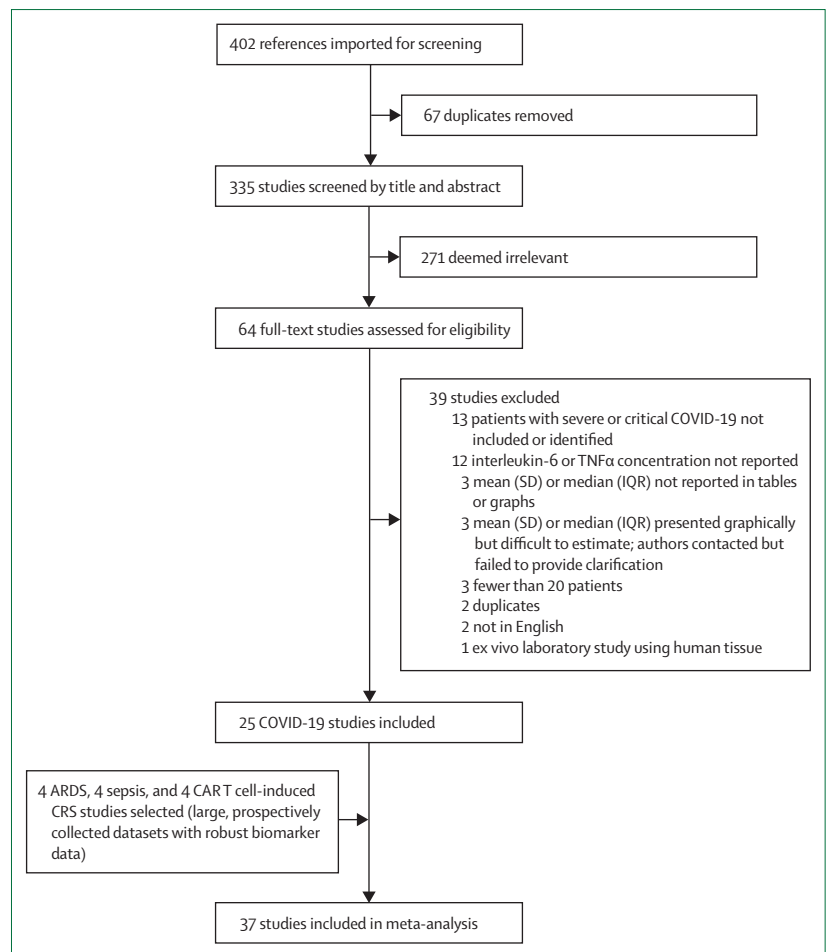 402 references imported for screening
67 duplicates removed
335 studies screened by title and abstract
271 deemed irrelevant
64 full-text studies assessed for eligibility
39 studies excluded
13 patients with severe or critical COVID-19 not
included or identified
12 interleukin-6 or TNFα concentration not reported
3 mean (SD) or median (IQR) not reported in tables
or graphs
3 mean (SD) or median (IQR) presented graphically
but difficult to estimate; authors contacted but
failed to provide clarification
3 fewer than 20 patients
2 duplicates
2 not in English
1 ex vivo laboratory study using human tissue
25 COVID-19 studies included
4 ARDS, 4 sepsis, and 4 CAR T cell-induced
CRS studies selected (large, prospectively
collected datasets with robust biomarker
data)
37 studies included in meta-analysis